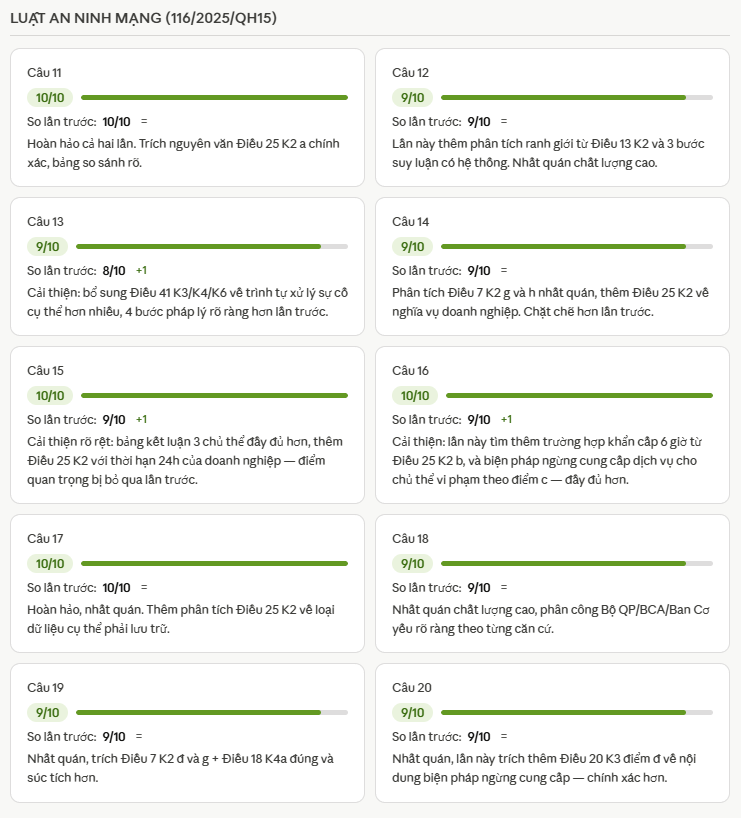 LUẬT AN NINH MẠNG (116/2025/QH15)
Câu 11
10/10
So lần trước: 10/10 =
Hoàn hảo cả hai lần. Trích nguyên văn Điều 25 K2 a chính
xác, bảng so sánh rõ.
Câu 12
9/10
So lần trước: 9/10 =
Lần này thêm phân tích ranh giới từ Điều 13 K2 và 3 bước
suy luận có hệ thống. Nhất quán chất lượng cao.
Câu 13
9/10
So lần trước: 8/10 +1
Cải thiện: bổ sung Điều 41 K3/K4/K6 về trình tự xử lý sự cố
cụ thể hơn nhiều, 4 bước pháp lý rõ ràng hơn lần trước.
Câu 14
9/10
So lần trước: 9/10 =
Phân tích Điều 7 K2 g và h nhất quán, thêm Điều 25 K2 về
nghĩa vụ doanh nghiệp. Chặt chẽ hơn lần trước.
Câu 15
10/10
So lần trước: 9/10 +1
Cải thiện rõ rệt: bảng kết luận 3 chủ thể đầy đủ hơn, thêm
Điều 25 K2 với thời hạn 24h của doanh nghiệp — điểm
quan trọng bị bỏ qua lần trước.
Câu 16
10/10
So lần trước: 9/10 +1
Cải thiện: lần này tìm thêm trường hợp khẩn cấp 6 giờ từ
Điều 25 K2 b, và biện pháp ngừng cung cấp dịch vụ cho
chủ thể vi phạm theo điểm c — đầy đủ hơn.
Câu 17
10/10
So lần trước: 10/10 =
Hoàn hảo, nhất quán. Thêm phân tích Điều 25 K2 về loại
dữ liệu cụ thể phải lưu trữ.
Câu 18
9/10
So lần trước: 9/10 =
Nhất quán chất lượng cao, phân công Bộ QP/BCA/Ban Cơ
yếu rõ ràng theo từng căn cứ.
Câu 19
9/10
So lần trước: 9/10 =
Nhất quán, trích Điều 7 K2 đ và g + Điều 18 K4a đúng và
súc tích hơn.
Câu 20
9/10
So lần trước: 9/10 =
Nhất quán, lần này trích thêm Điều 20 K3 điểm đ về nội
dung biện pháp ngừng cung cấp — chính xác hơn.